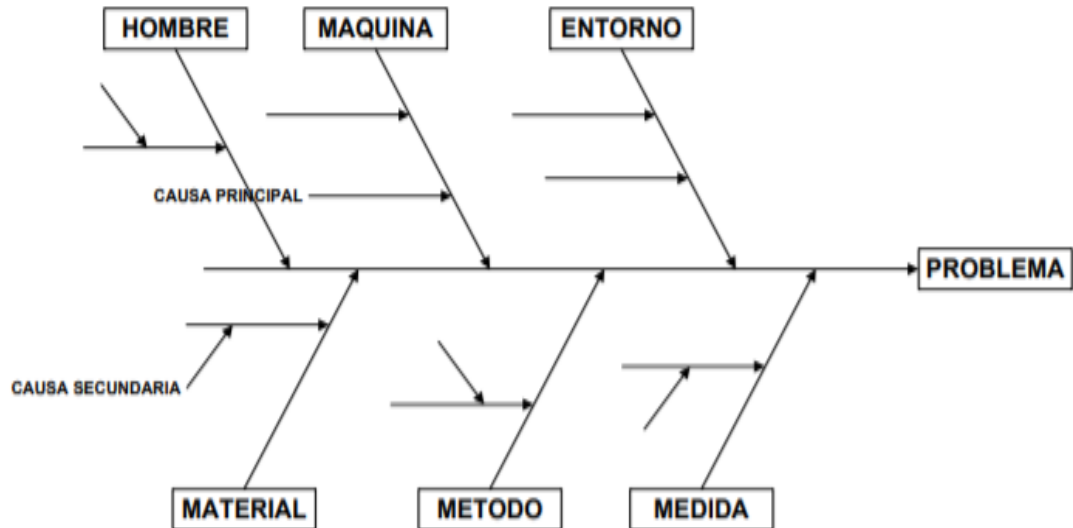 HOMBRE
MAQUINA
ENTORNO
CAUSA PRINCIPAL
PROBLEMA
CAUSA SECUNDARIA
MATERIAL
METODO
MEDIDA